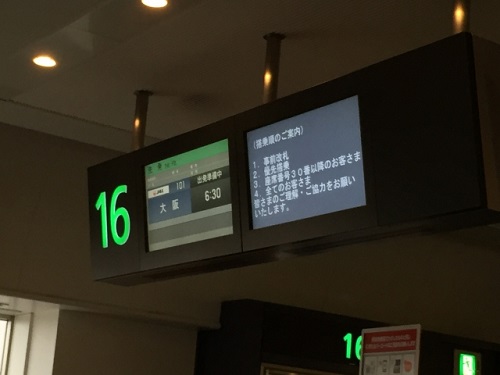 16
101
出発準備中
大阪
6:30
(搭乗順のご案内)
1. 事前改札
2. 優先搭乗
3. 座席番号30番以降のお客さま
4. 全てのお客さま
皆さまのご理解・ご協力をお願い
いたします。
16